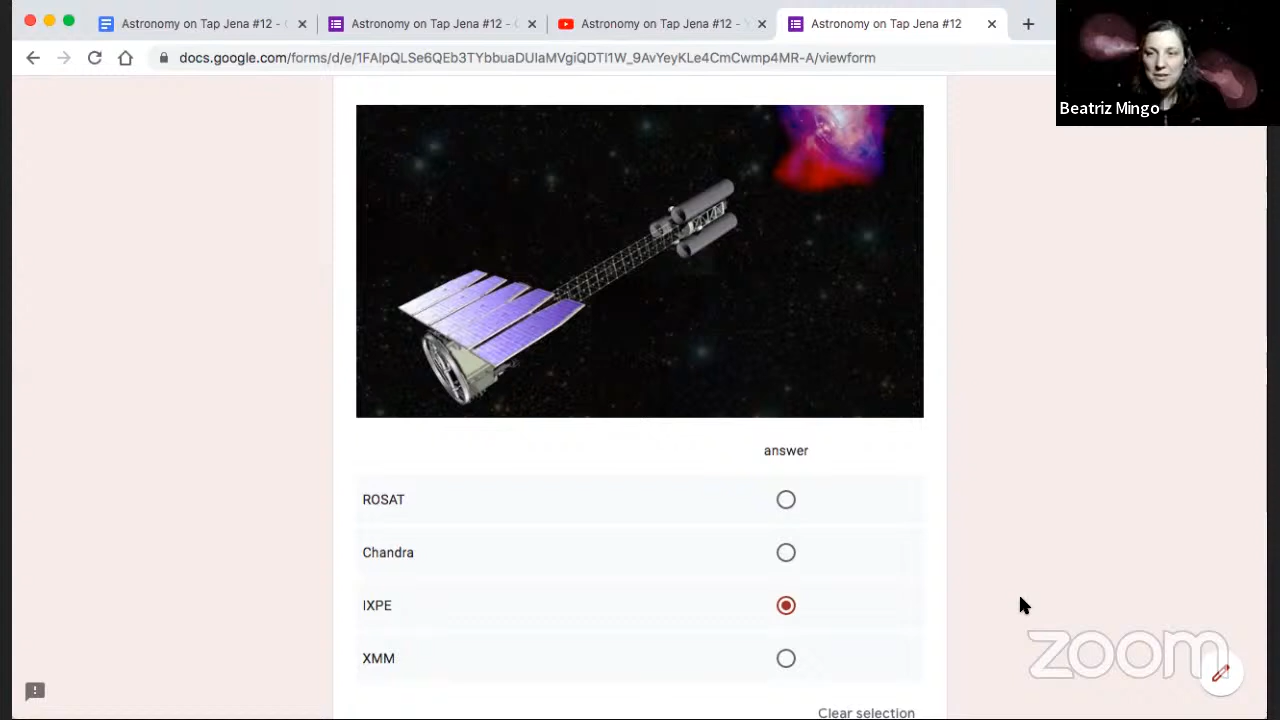 Astronomy on Tap Jena #12 -
Astronomy on Tap Jena #12 -
Astronomy on Tap Jena #12 -
Astronomy on Tap Jena #12
docs.google.com/forms/d/e/1FAIpQLSe6QEb3TYbbuaDUIaMVgiQDTI1W_9AvYeyKLe4CmCwmp4MR-A/viewform
Beatriz Mingo
answer
ROSAT
Chandra
IXPE
XMM
zoom
Clear selection